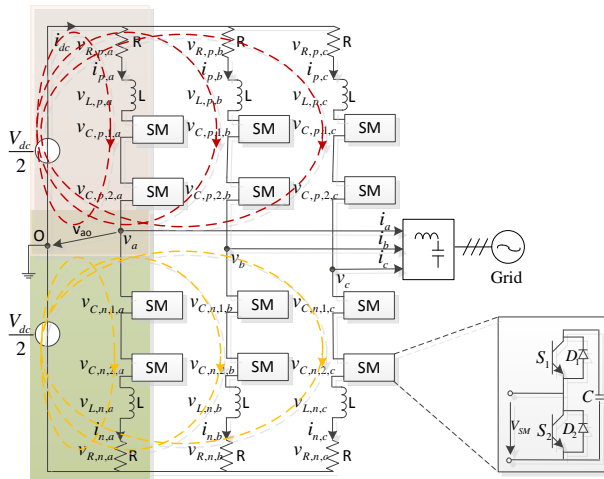 i_dc
v_R,p,a R v_R,p,b R v_R,p,c R
i_p,a i_p,b i_p,c
v_L,p,a L v_L,p,b L v_L,p,c L
v_C,p,1,a SM v_C,p,1,b SM v_C,p,1,c SM
V_dc
2
v_C,p,2,a SM v_C,p,2,b SM v_C,p,2,c SM
O v_ao v_a v_b v_c
i_a
i_b
i_c
Grid
v_C,n,1,a SM v_C,n,1,b SM SM
V_dc
2
v_C,n,2,a SM v_C,n,2,b SM v_C,n,2,c SM
v_L,n,a L v_L,n,b L v_L,n,c L
i_n,a i_n,b i_n,c
v_R,n,a R v_R,n,b R v_R,n,a R
S_1 D_1 C
V_SM S_2 D_2